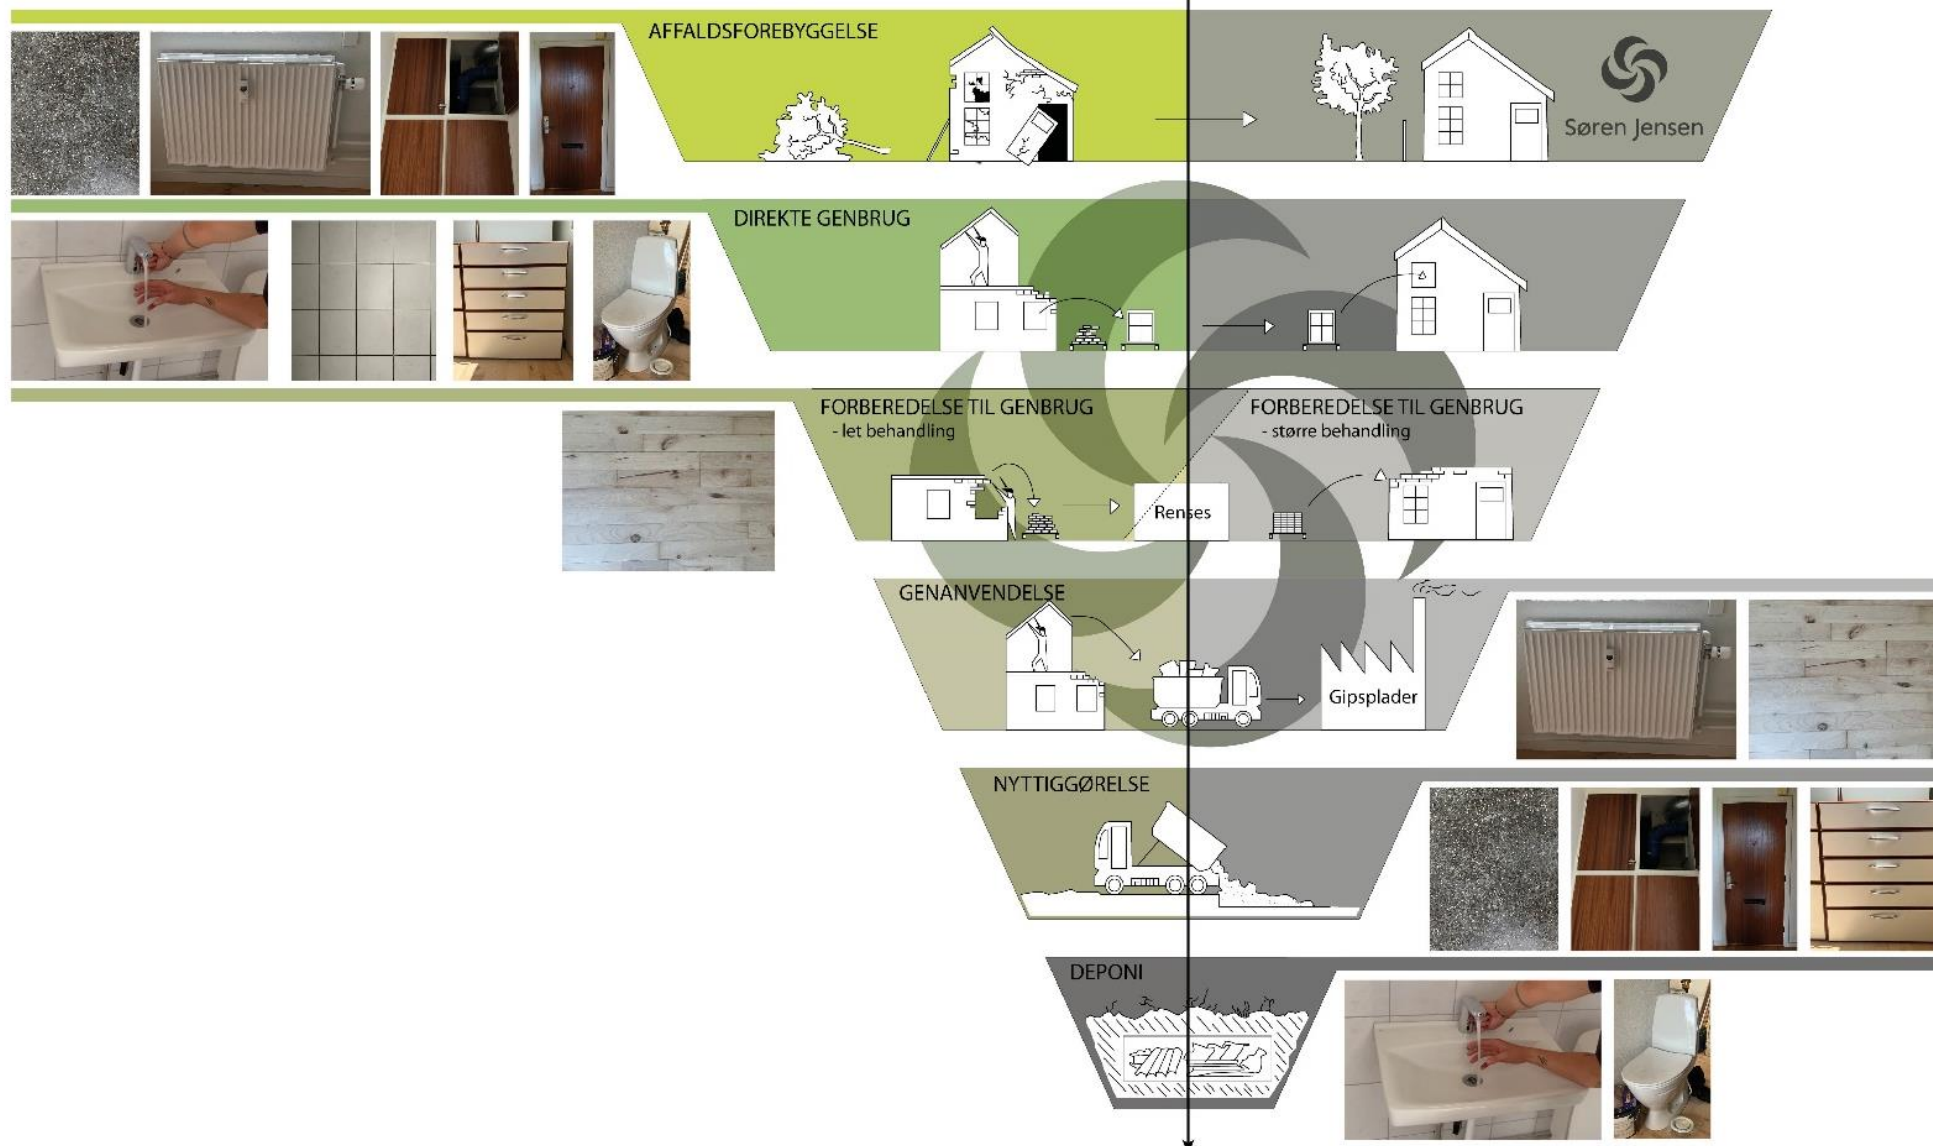 AFFALDSFOREBYGGELSE
Søren Jensen
DIREKTE GENBRUG
FORBEREDELSE TIL GENBRUG
- let behandling
FORBEREDELSE TIL GENBRUG
- større behandling
Renses
GENANVENDELSE
Gipsplader
NYTTIGGØRELSE
DEPONI